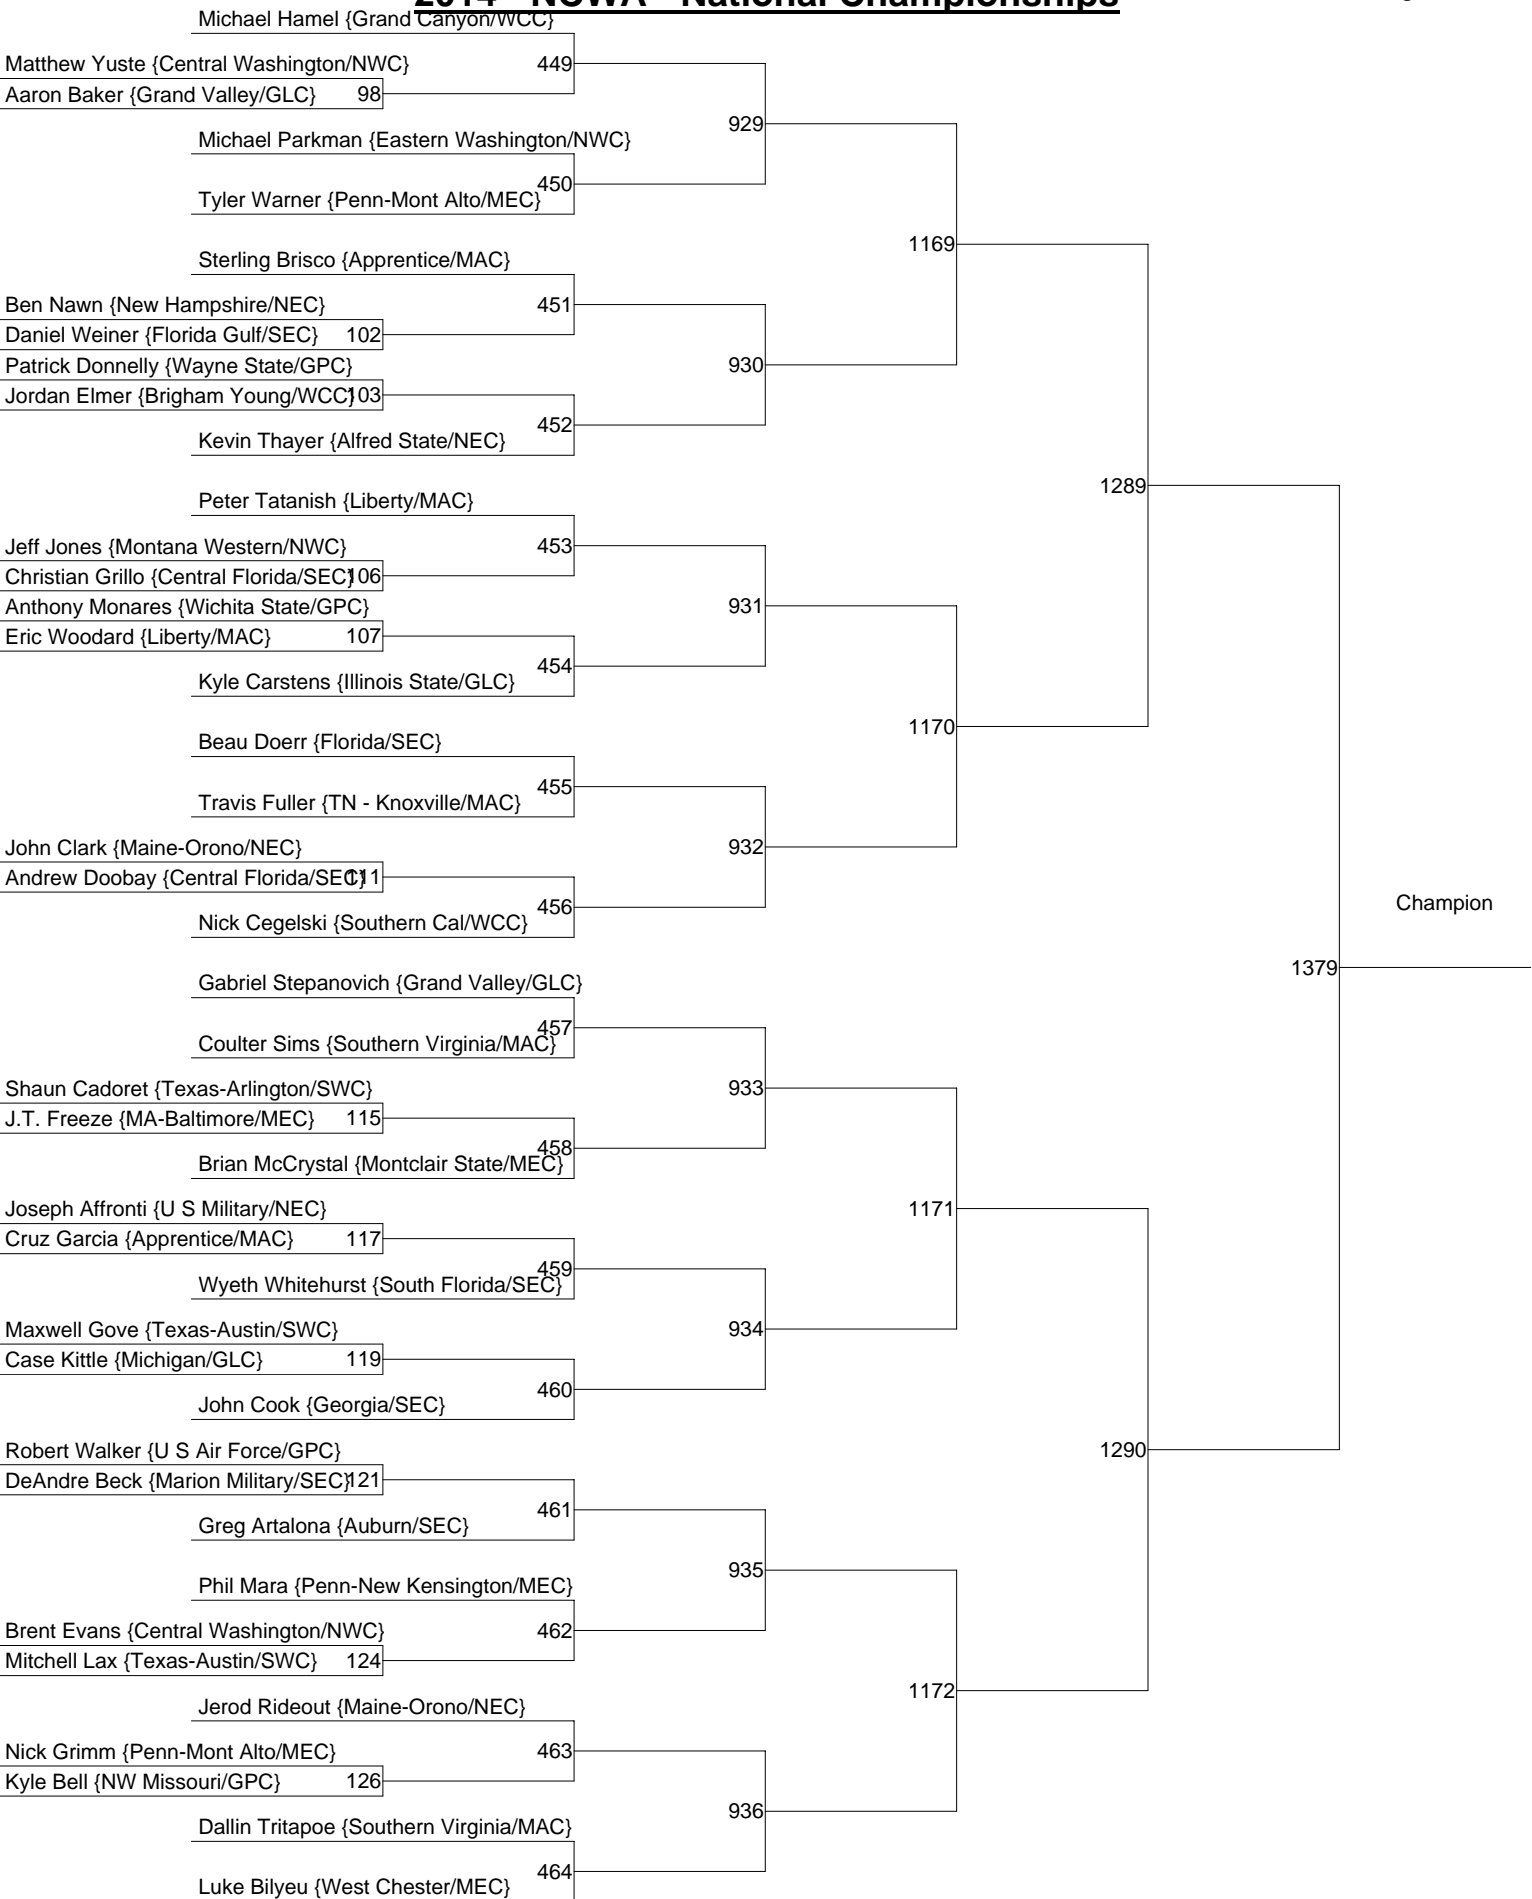 2014 - NCWA - National Championships
Michael Hamel {Grand Canyon/WCC}
Matthew Yuste {Central Washington/NWC}
449
Aaron Baker {Grand Valley/GLC}
98
929
Michael Parkman {Eastern Washington/NWC}
450
Tyler Warner {Penn-Mont Alto/MEC}
1169
Sterling Brisco {Apprentice/MAC}
Ben Nawn {New Hampshire/NEC}
451
Daniel Weiner {Florida Gulf/SEC}
102
Patrick Donnelly {Wayne State/GPC}
930
Jordan Elmer {Brigham Young/WCC}
103
452
Kevin Thayer {Alfred State/NEC}
1289
Peter Tatanish {Liberty/MAC}
Jeff Jones {Montana Western/NWC}
453
Christian Grillo {Central Florida/SEC}
106
Anthony Monares {Wichita State/GPC}
931
Eric Woodard {Liberty/MAC}
107
454
Kyle Carstens {Illinois State/GLC}
1170
Beau Doerr {Florida/SEC}
455
Travis Fuller {TN - Knoxville/MAC}
John Clark {Maine-Orono/NEC}
932
Andrew Doobay {Central Florida/SEC}
111
456
Champion
Nick Cegelski {Southern Cal/WCC}
1379
Gabriel Stepanovich {Grand Valley/GLC}
457
Coulter Sims {Southern Virginia/MAC}
Shaun Cadoret {Texas-Arlington/SWC}
933
J.T. Freeze {MA-Baltimore/MEC}
115
458
Brian McCrystal {Montclair State/MEC}
Joseph Affronti {U S Military/NEC}
1171
Cruz Garcia {Apprentice/MAC}
117
459
Wyeth Whitehurst {South Florida/SEC}
Maxwell Gove {Texas-Austin/SWC}
934
Case Kittle {Michigan/GLC}
119
460
John Cook {Georgia/SEC}
Robert Walker {U S Air Force/GPC}
1290
DeAndre Beck {Marion Military/SEC}
121
461
Greg Artalona {Auburn/SEC}
935
Phil Mara {Penn-New Kensington/MEC}
Brent Evans {Central Washington/NWC}
462
Mitchell Lax {Texas-Austin/SWC}
124
1172
Jerod Rideout {Maine-Orono/NEC}
Nick Grimm {Penn-Mont Alto/MEC}
463
Kyle Bell {NW Missouri/GPC}
126
936
Dallin Tritapoe {Southern Virginia/MAC}
464
Luke Bilyeu {West Chester/MEC}